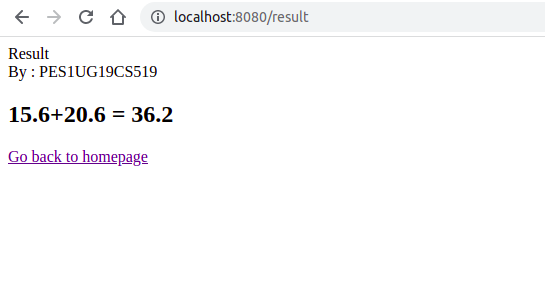 localhost:8080/result
Result
By : PES1UG19CS519
15.6+20.6 = 36.2
Go back to homepage